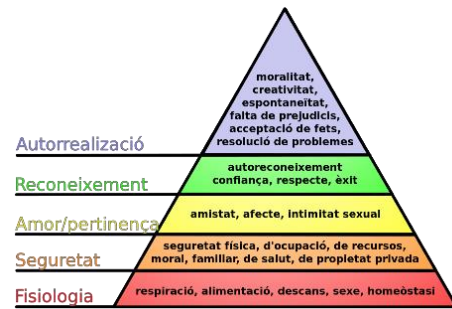 moralitat,
creativitat,
espontaneïtat,
falta de prejudicis,
acceptació de fets,
resolució de problemes
Autorrealizació
autoreconeixement
confiança, respecte, èxit
Reconeixement
amistat, afecte, intimitat sexual
Amor/pertinença
seguretat física, d'ocupació, de recursos,
moral, familiar, de salut, de propietat privada
Seguretat
respiració, alimentació, descans, sexe, homeòstasi
Fisiologia